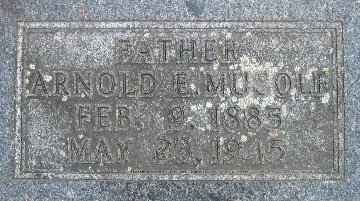 FATHER
ARNOLD E. MUSOLF
FEB. 9, 1885
MAY 23, 1945